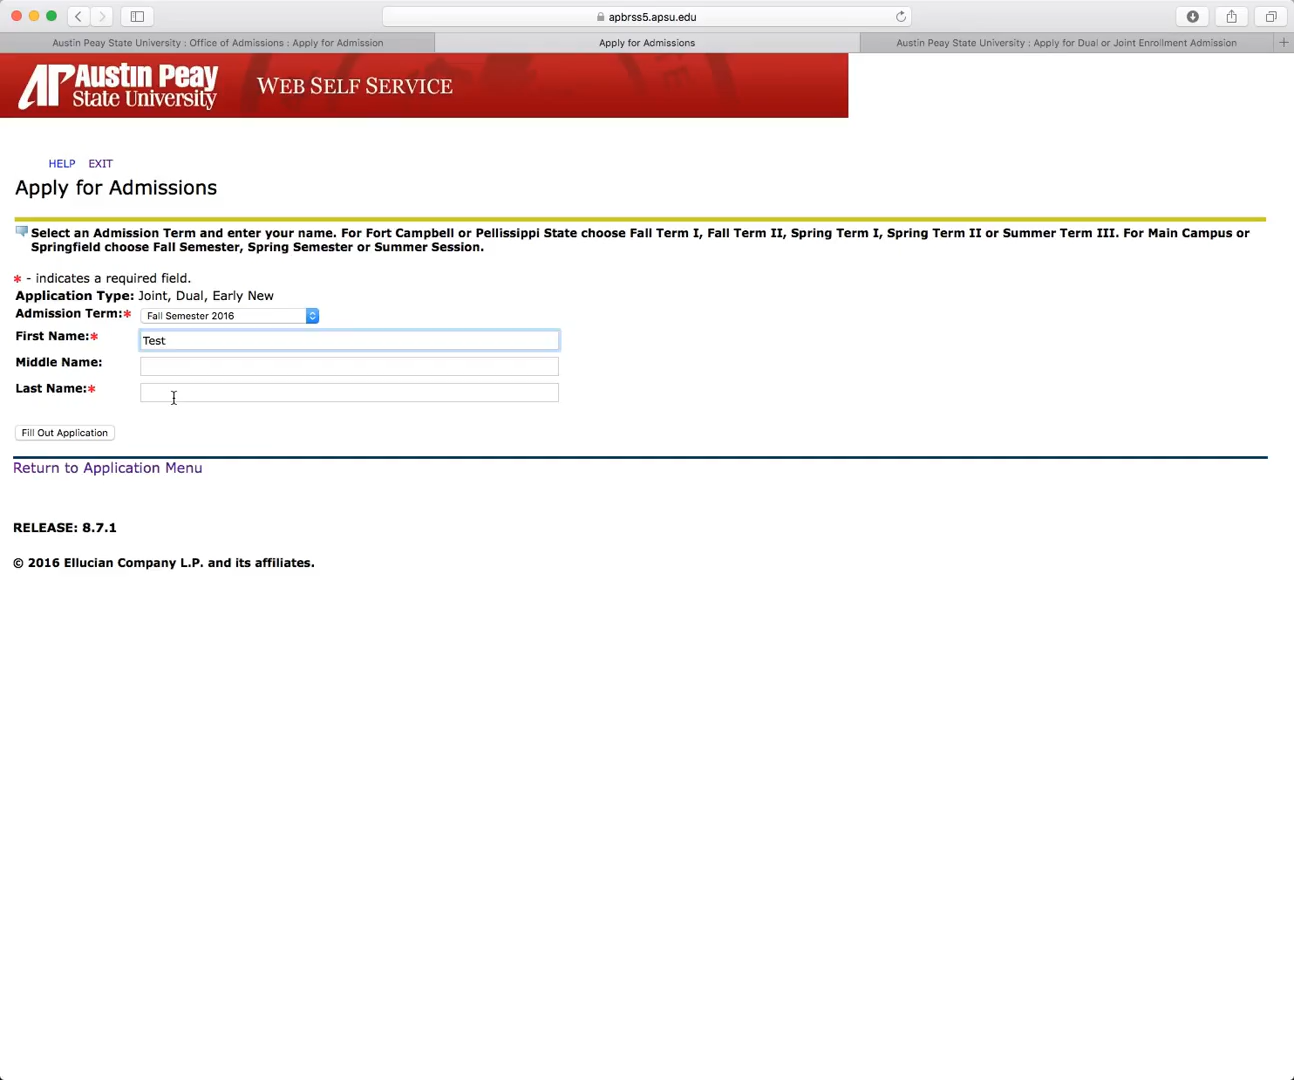 apbrss5.apsu.edu
Austin Peay State University : Office of Admissions : Apply for Admission
Apply for Admissions
Austin Peay State University : Apply for Dual or Joint Enrollment Admission
AP Austin Peay
State University
WEB SELF SERVICE
HELP EXIT
Apply for Admissions
Select an Admission Term and enter your name. For Fort Campbell or Pellissippi State choose Fall Term I, Fall Term II, Spring Term I, Spring Term II or Summer Term III. For Main Campus or
Springfield choose Fall Semester, Spring Semester or Summer Session.
* - indicates a required field.
Application Type: Joint, Dual, Early New
Admission Term:* Fall Semester 2016
First Name:* Test
Middle Name:
Last Name:*
Fill Out Application
Return to Application Menu
RELEASE: 8.7.1
© 2016 Ellucian Company L.P. and its affiliates.